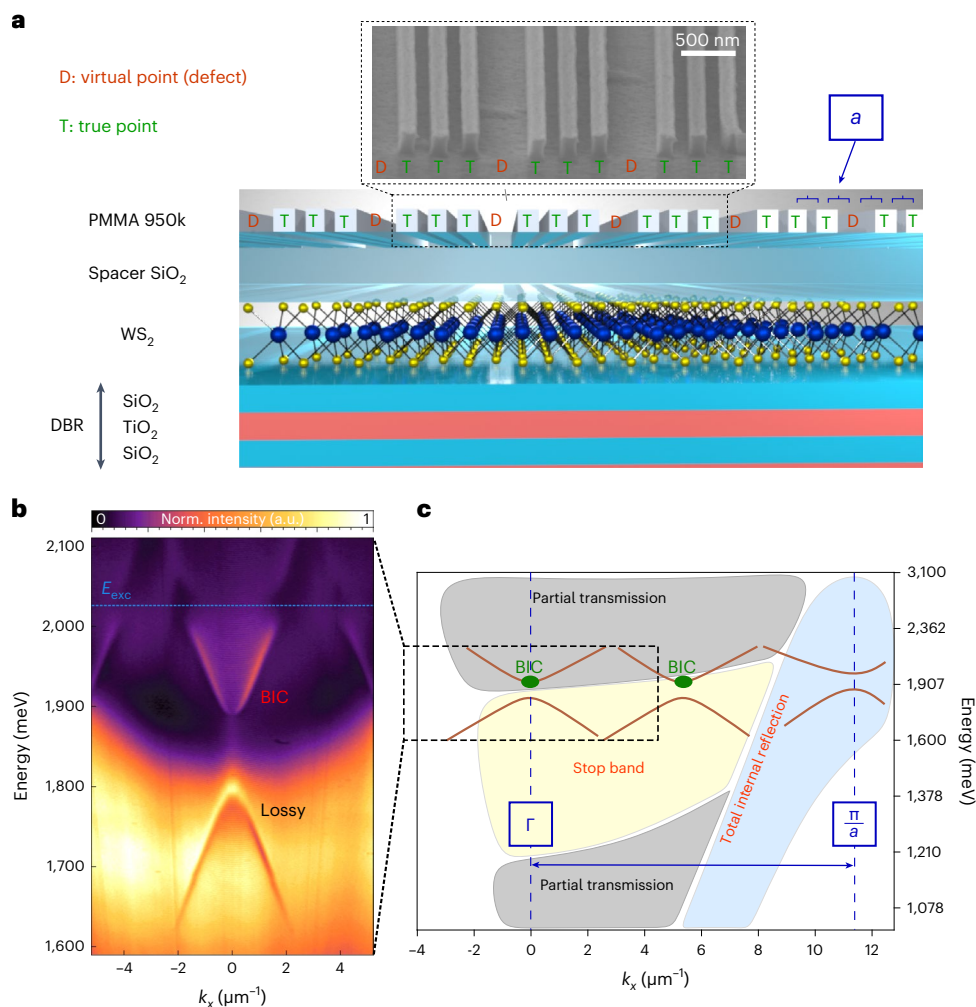 a
D: virtual point (defect)
T: true point
500 nm
D T T T D T T T D T T T
a
PMMA 950k
D T T T D T T T D T T T D T T T D T T T D T T
Spacer SiO2
WS2
DBR
SiO2
TiO2
SiO2
b
0 Norm. intensity (a.u.) 1
2,100
2,000
1,900
1,800
1,700
1,600
Energy (meV)
Eexc
BIC
Lossy
−4 −2 0 2 4
kx (µm−1)
c
Partial transmission
BIC BIC
Stop band
Total internal reflection
Γ
π
a
Partial transmission
3,100
2,362
1,907
1,600
1,378
1,210
1,078
Energy (meV)
−4 −2 0 2 4 6 8 10 12
kx (µm−1)